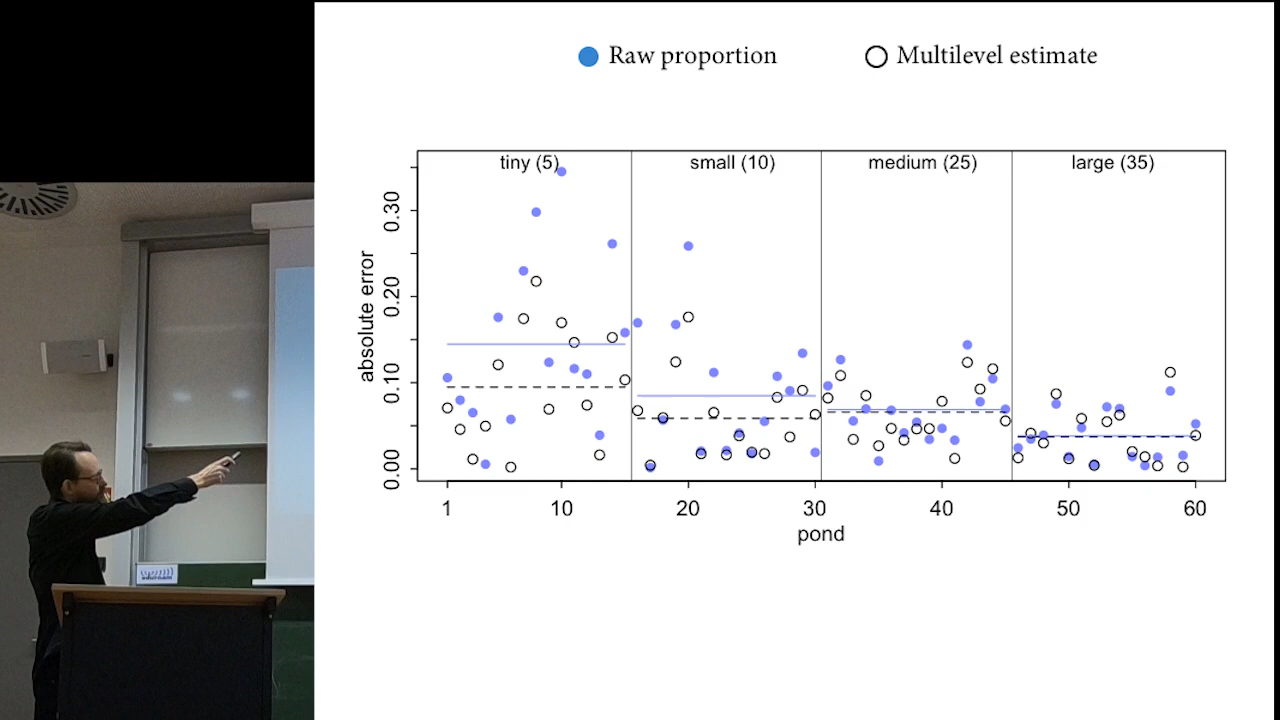 Raw proportion
Multilevel estimate
tiny (5)
small (10)
medium (25)
large (35)
absolute error
0.30
0.20
0.10
0.00
1
10
20
30
40
50
60
pond